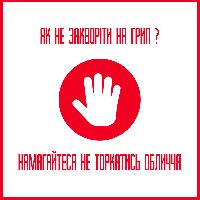 ЯК НЕ ЗАХВОРІТИ НА ГРИП ?
НАМАГАЙТЕСЯ НЕ ТОРКАТИСЬ ОБЛИЧЧЯ